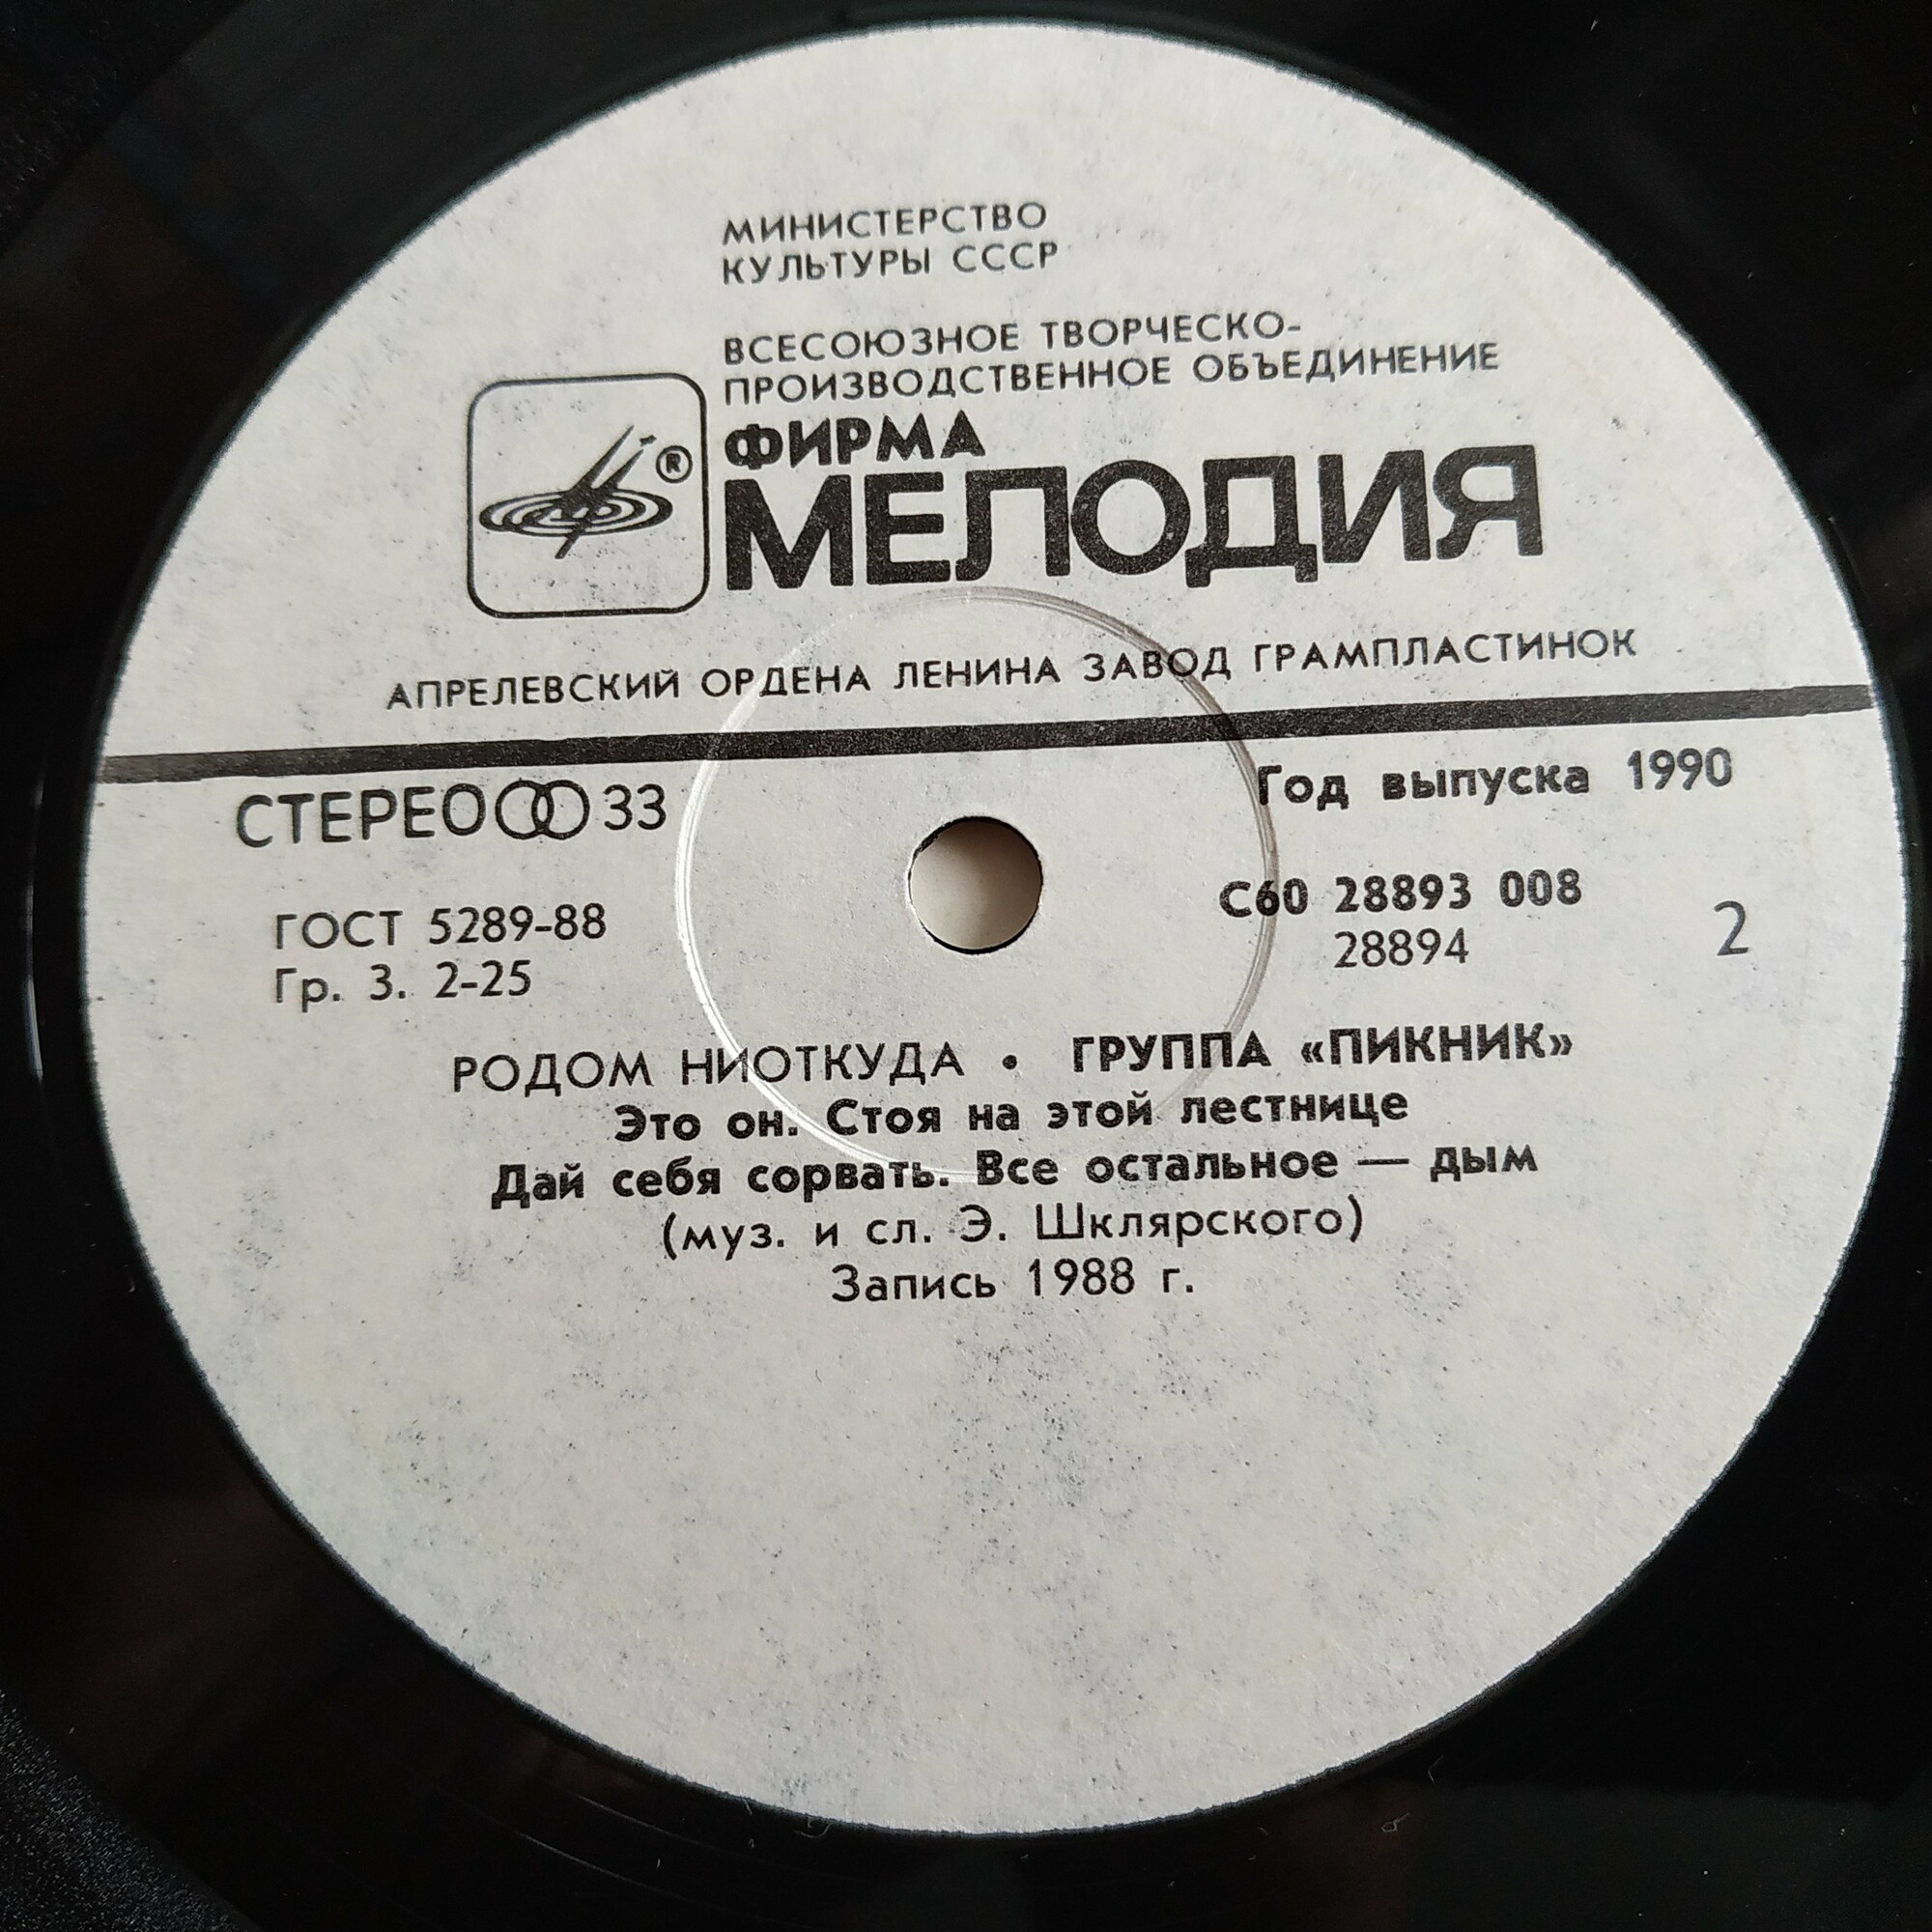 МИНИСТЕРСТВО
КУЛЬТУРЫ СССР
ВСЕСОЮЗНОЕ ТВОРЧЕСКО-
ПРОИЗВОДСТВЕННОЕ ОБЪЕДИНЕНИЕ
ФИРМА
®
МЕЛОДИЯ
АПРЕЛЕВСКИЙ ОРДЕНА ЛЕНИНА ЗАВОД ГРАМПЛАСТИНОК
СТЕРЕО 33
Год выпуска 1990
ГОСТ 5289-88
Гр. 3. 2-25
С60 28893 008
28894
2
РОДОМ НИОТКУДА • ГРУППА «ПИКНИК»
Это он. Стоя на этой лестнице
Дай себя сорвать. Все остальное — дым
(муз. и сл. Э. Шклярского)
Запись 1988 г.